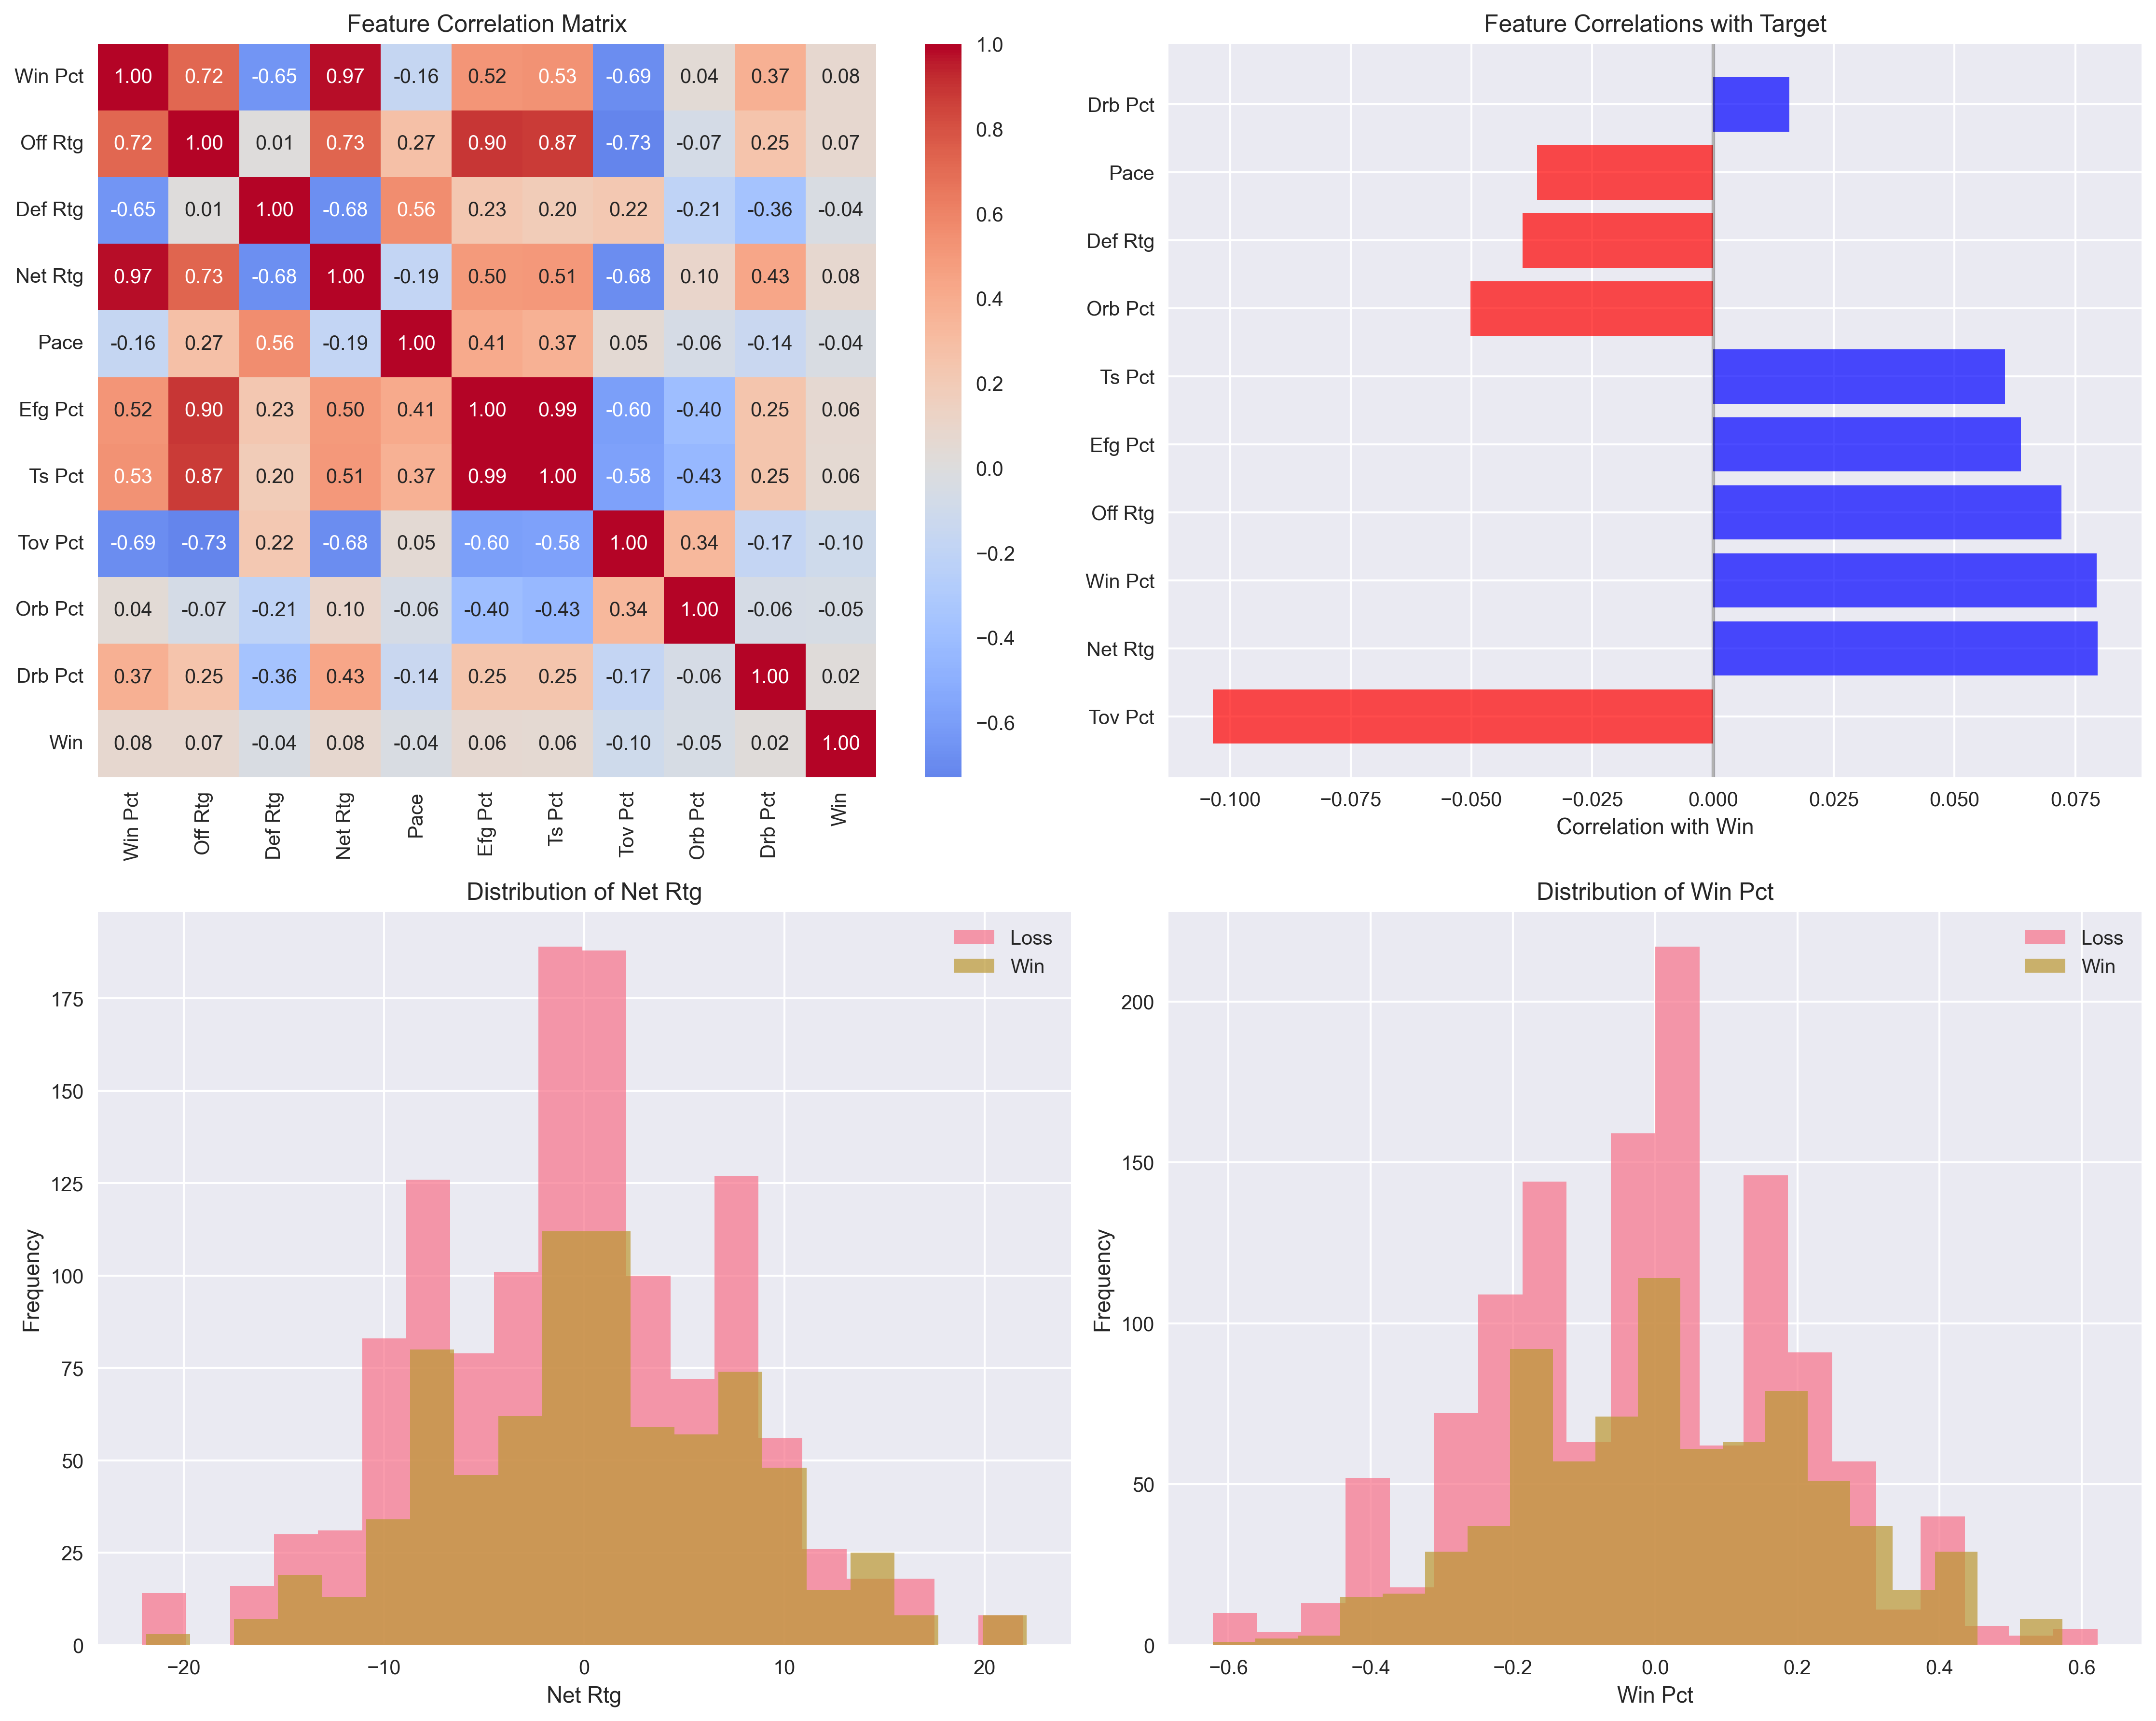 Feature Correlation Matrix
Win Pct 1.00 0.72 -0.65 0.97 -0.16 0.52 0.53 -0.69 0.04 0.37 0.08
Off Rtg 0.72 1.00 0.01 0.73 0.27 0.90 0.87 -0.73 -0.07 0.25 0.07
Def Rtg -0.65 0.01 1.00 -0.68 0.56 0.23 0.20 0.22 -0.21 -0.36 -0.04
Net Rtg 0.97 0.73 -0.68 1.00 -0.19 0.50 0.51 -0.68 0.10 0.43 0.08
Pace -0.16 0.27 0.56 -0.19 1.00 0.41 0.37 0.05 -0.06 -0.14 -0.04
Efg Pct 0.52 0.90 0.23 0.50 0.41 1.00 0.99 -0.60 -0.40 0.25 0.06
Ts Pct 0.53 0.87 0.20 0.51 0.37 0.99 1.00 -0.58 -0.43 0.25 0.06
Tov Pct -0.69 -0.73 0.22 -0.68 0.05 -0.60 -0.58 1.00 0.34 -0.17 -0.10
Orb Pct 0.04 -0.07 -0.21 0.10 -0.06 -0.40 -0.43 0.34 1.00 -0.06 -0.05
Drb Pct 0.37 0.25 -0.36 0.43 -0.14 0.25 0.25 -0.17 -0.06 1.00 0.02
Win 0.08 0.07 -0.04 0.08 -0.04 0.06 0.06 -0.10 -0.05 0.02 1.00
Win Pct Off Rtg Def Rtg Net Rtg Pace Efg Pct Ts Pct Tov Pct Orb Pct Drb Pct Win
1.0
0.8
0.6
0.4
0.2
0.0
−0.2
−0.4
−0.6
Feature Correlations with Target
Drb Pct
Pace
Def Rtg
Orb Pct
Ts Pct
Efg Pct
Off Rtg
Win Pct
Net Rtg
Tov Pct
−0.100 −0.075 −0.050 −0.025 0.000 0.025 0.050 0.075
Correlation with Win
Distribution of Net Rtg
Loss
Win
175
150
125
100
75
50
25
0
Frequency
−20 −10 0 10 20
Net Rtg
Distribution of Win Pct
Loss
Win
200
150
100
50
0
Frequency
−0.6 −0.4 −0.2 0.0 0.2 0.4 0.6
Win Pct